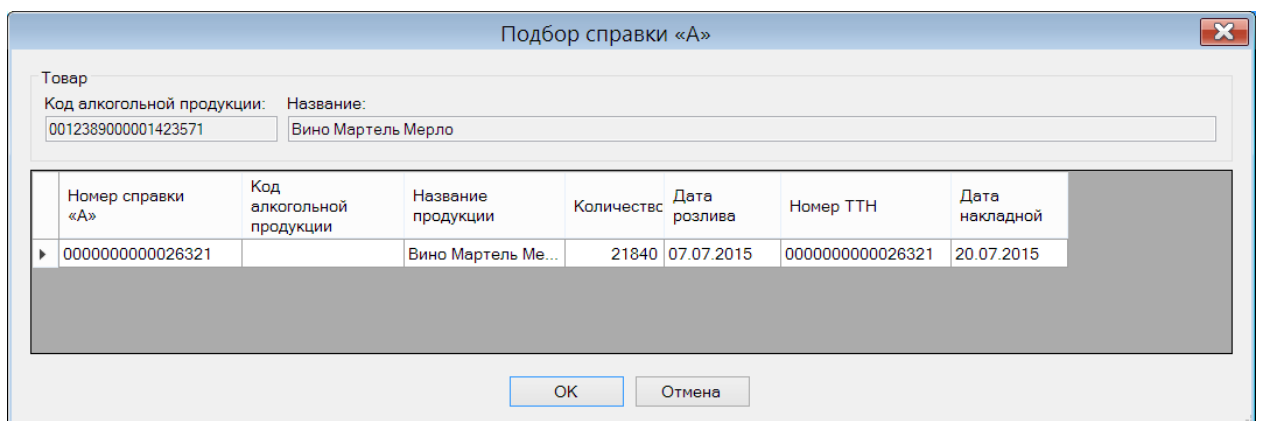 Подбор справки «А»
Товар
Код алкогольной продукции: Название:
0012389000001423571 Вино Мартель Мерло
Номер справки «А» Код алкогольной продукции Название продукции Количество Дата розлива Номер ТТН Дата накладной
0000000000026321 Вино Мартель Ме... 21840 07.07.2015 0000000000026321 20.07.2015
OK Отмена